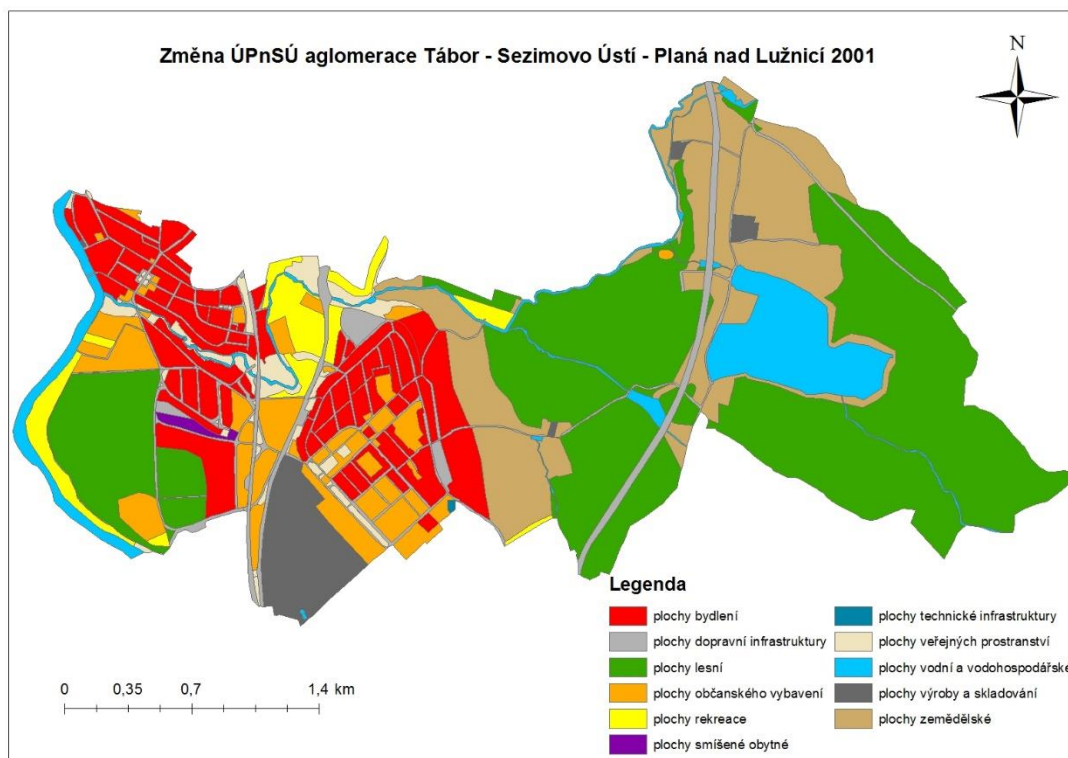 Změna ÚPnSÚ aglomerace Tábor - Sezimovo Ústí - Planá nad Lužnicí 2001
N
Legenda
plochy bydlení
plochy dopravní infrastruktury
plochy lesní
plochy občanského vybavení
plochy rekreace
plochy smíšené obytné
plochy technické infrastruktury
plochy veřejných prostranství
plochy vodní a vodohospodářské
plochy výroby a skladování
plochy zemědělské
0 0,35 0,7 1,4 km